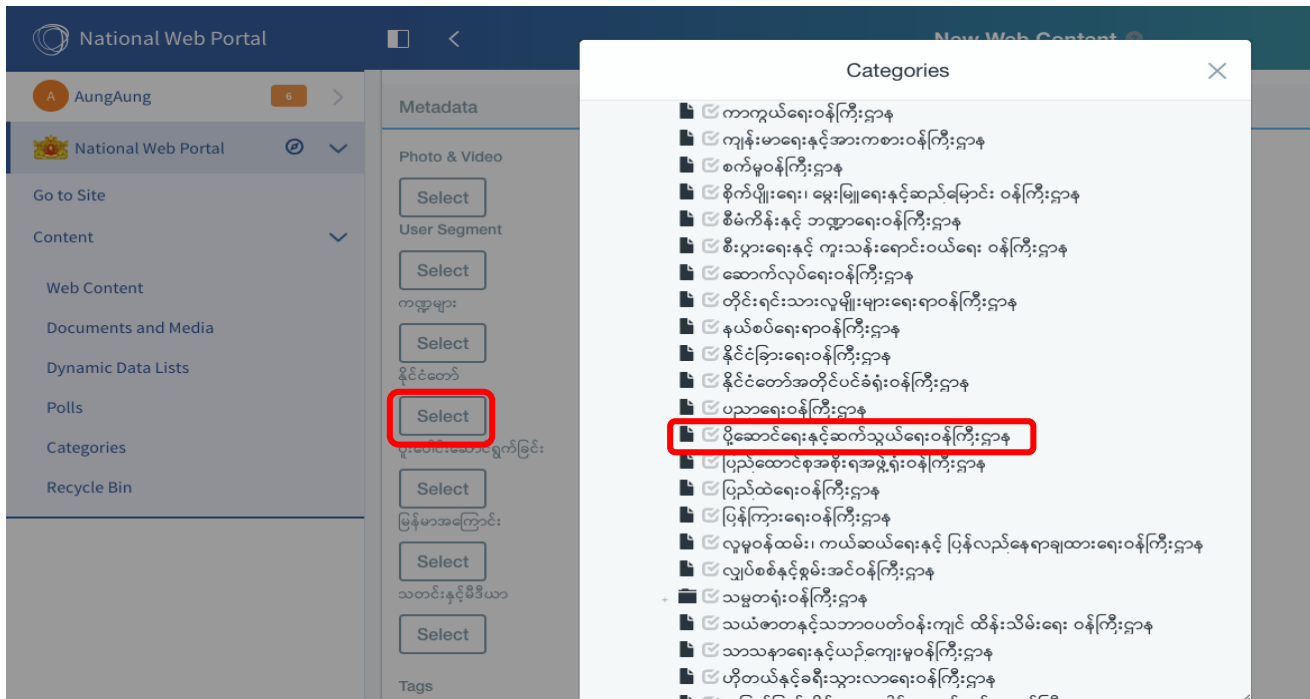 National Web Portal
New Web Content
A AungAung 6
National Web Portal
Go to Site
Content
Web Content
Documents and Media
Dynamic Data Lists
Polls
Categories
Recycle Bin
Metadata
Photo & Video
Select
User Segment
Select
ကဏ္ဍများ
Select
နိုင်ငံတော်
Select
ပူးပေါင်းဆောင်ရွက်ခြင်း
Select
မြန်မာအကြောင်း
Select
သတင်းနှင့်မီဒီယာ
Select
Tags
Categories
ကာကွယ်ရေးဝန်ကြီးဌာန
ကျန်းမာရေးနှင့်အားကစားဝန်ကြီးဌာန
စက်မှုဝန်ကြီးဌာန
စိုက်ပျိုးရေး၊ မွေးမြူရေးနှင့်ဆည်မြောင်း ဝန်ကြီးဌာန
စီမံကိန်းနှင့် ဘဏ္ဍာရေးဝန်ကြီးဌာန
စီးပွားရေးနှင့် ကူးသန်းရောင်းဝယ်ရေး ဝန်ကြီးဌာန
ဆောက်လုပ်ရေးဝန်ကြီးဌာန
တိုင်းရင်းသားလူမျိုးများရေးရာဝန်ကြီးဌာန
နယ်စပ်ရေးရာဝန်ကြီးဌာန
နိုင်ငံခြားရေးဝန်ကြီးဌာန
နိုင်ငံတော်အတိုင်ပင်ခံရုံးဝန်ကြီးဌာန
ပညာရေးဝန်ကြီးဌာန
ပို့ဆောင်ရေးနှင့်ဆက်သွယ်ရေးဝန်ကြီးဌာန
ပြည်ထောင်စုအစိုးရအဖွဲ့ရုံးဝန်ကြီးဌာန
ပြည်ထဲရေးဝန်ကြီးဌာန
ပြန်ကြားရေးဝန်ကြီးဌာန
လူမှုဝန်ထမ်း၊ ကယ်ဆယ်ရေးနှင့် ပြန်လည်နေရာချထားရေးဝန်ကြီးဌာန
လျှပ်စစ်နှင့်စွမ်းအင်ဝန်ကြီးဌာန
သမ္မတရုံးဝန်ကြီးဌာန
သယံဇာတနှင့်သဘာဝပတ်ဝန်းကျင် ထိန်းသိမ်းရေး ဝန်ကြီးဌာန
သာသနာရေးနှင့်ယဉ်ကျေးမှုဝန်ကြီးဌာန
ဟိုတယ်နှင့်ခရီးသွားလာရေးဝန်ကြီးဌာန